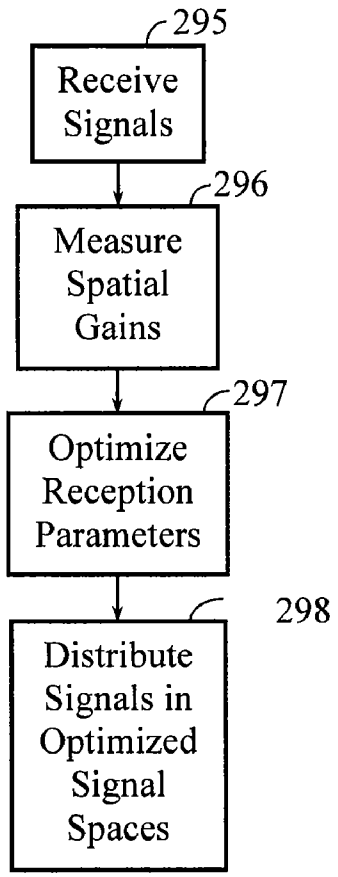 295
Receive
Signals
296
Measure
Spatial
Gains
297
Optimize
Reception
Parameters
298
Distribute
Signals in
Optimized
Signal
Spaces